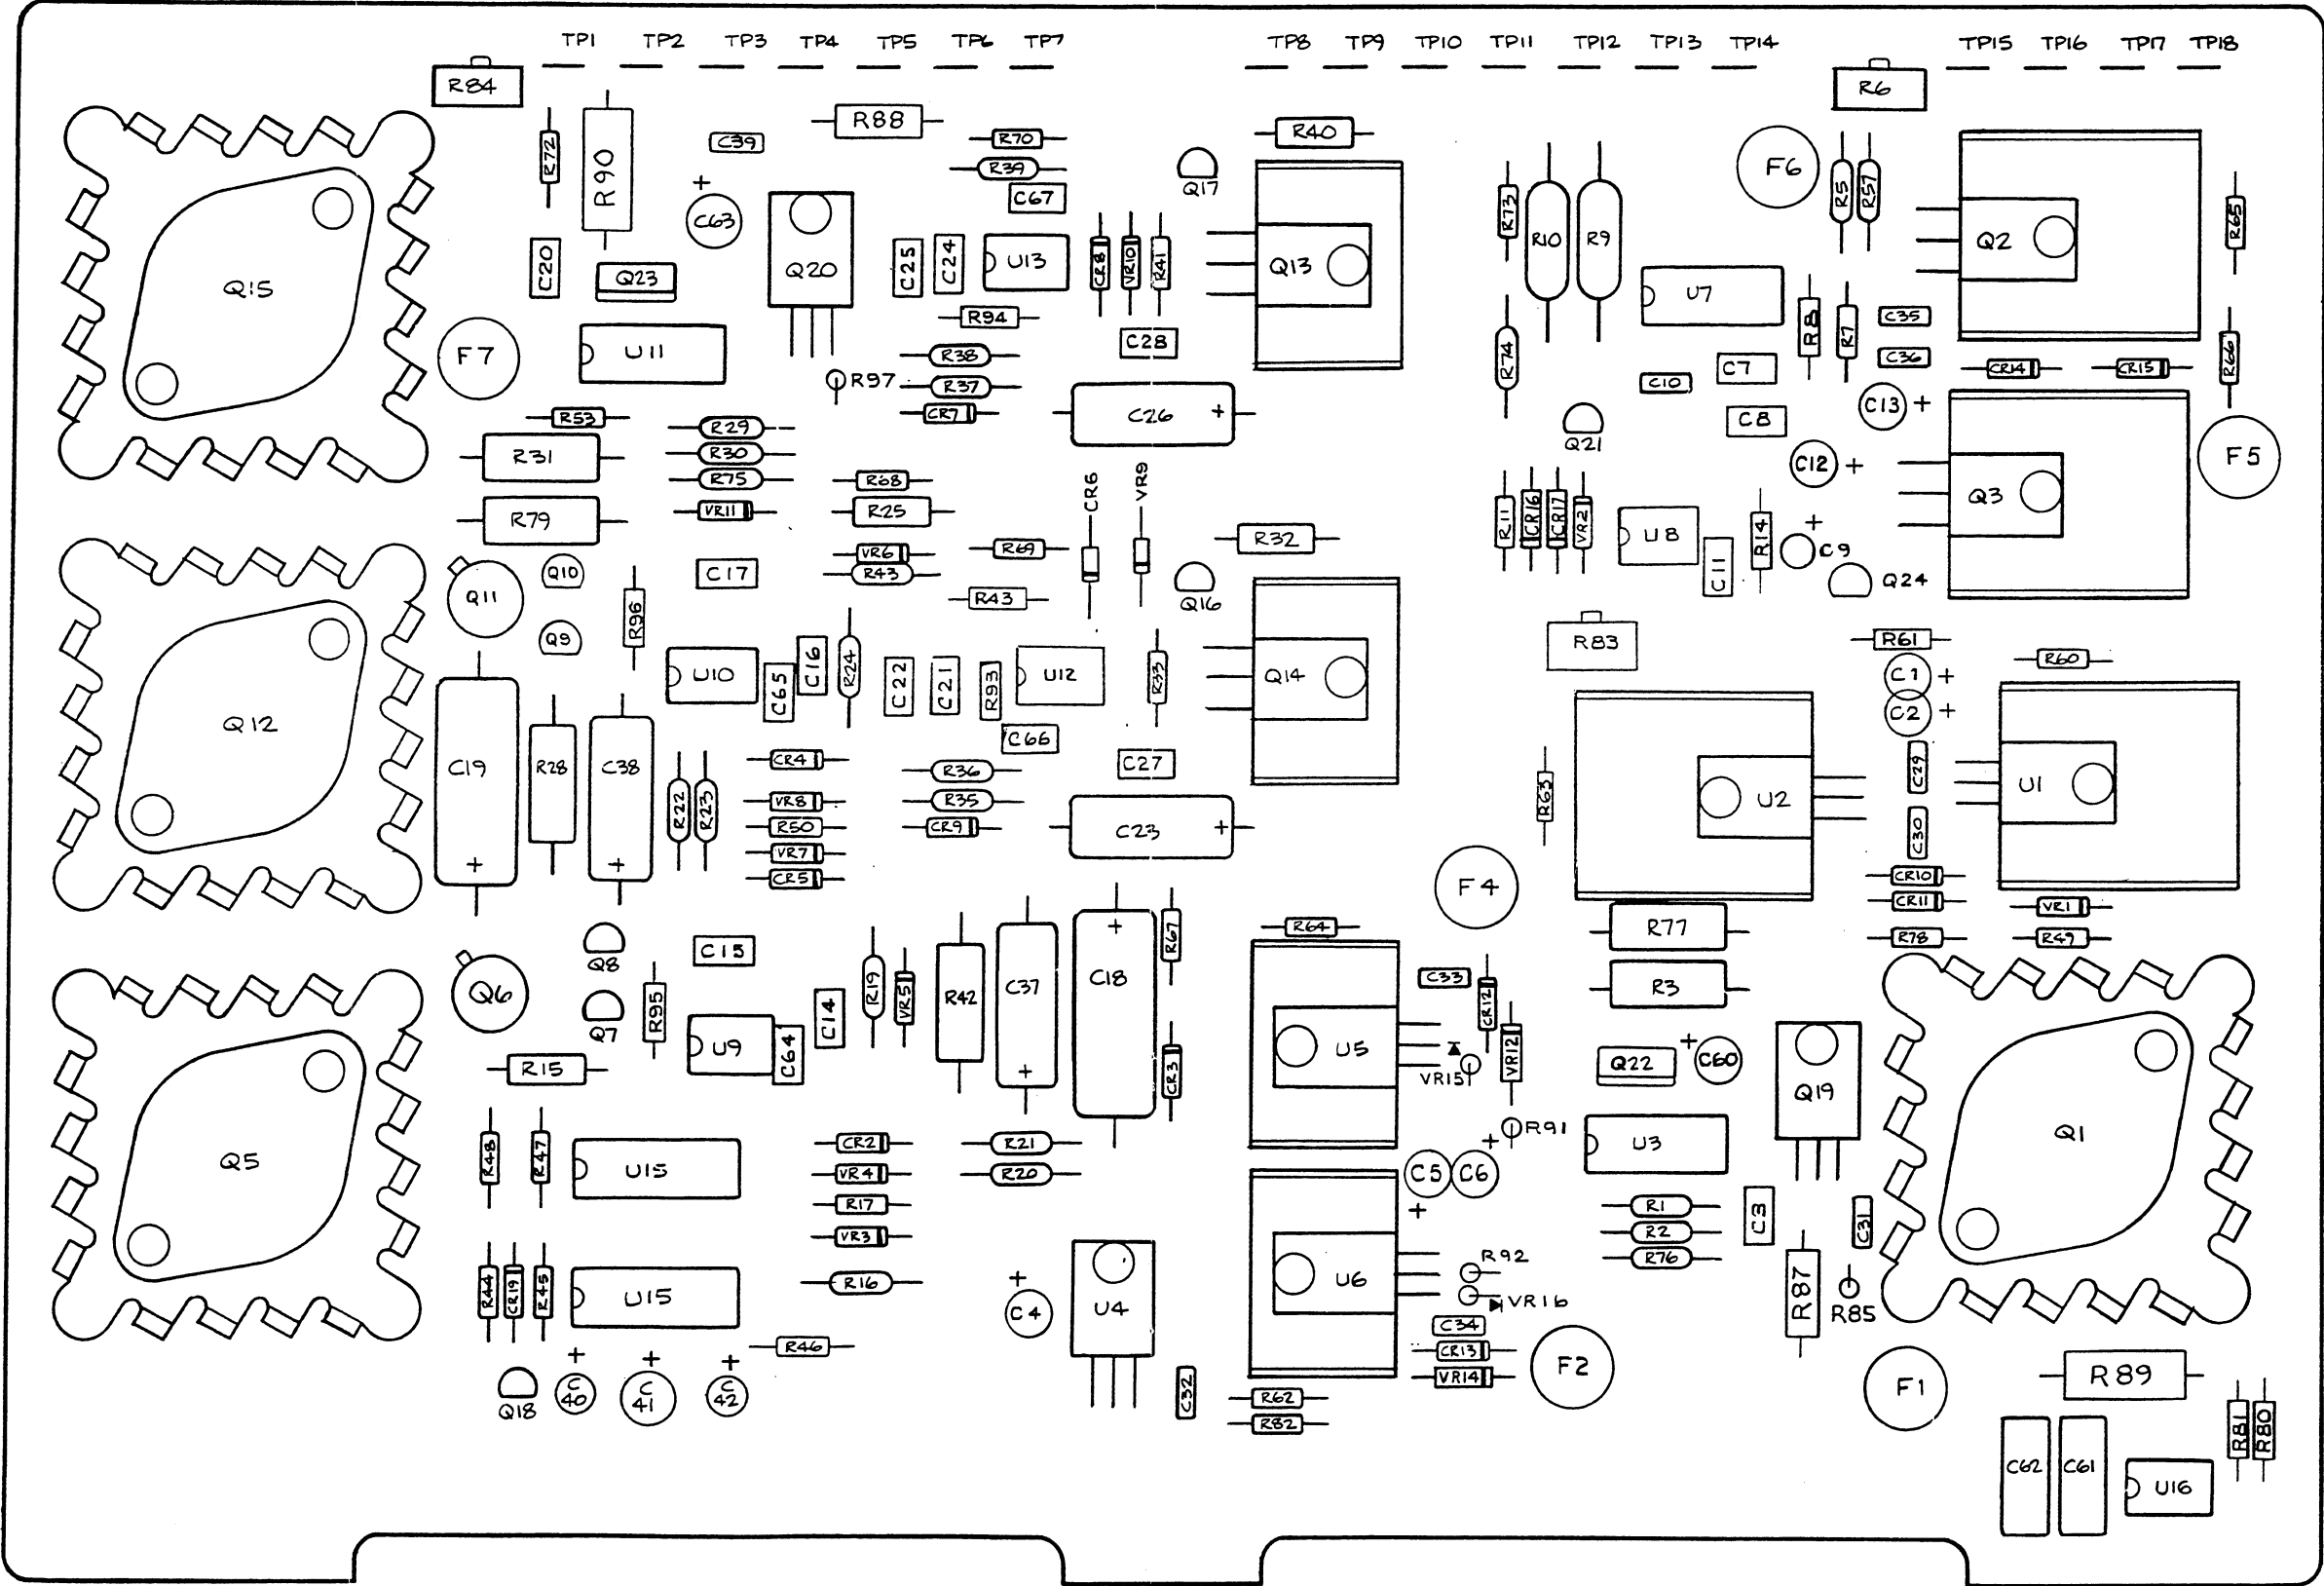 TP1 TP2 TP3 TP4 TP5 TP6 TP7 TP8 TP9 TP10 TP11 TP12 TP13 TP14 TP15 TP16 TP17 TP18
R84 R6
R72 R90 C39 R88 R70 R40
R39 Q17 F6 R5 R57
C63 C67 R73 R65
C20 Q23 Q20 C25 C24 U13 CR8 VR10 R41 Q13 R10 R9 Q2
Q15 U7
R94 C35
F7 U11 R38 C28 R74 R8 R7 C36 R66
R97 R37 C10 C7 CR14 CR15
R53 R29 CR7 C26 + Q21 C8 C13 +
R31 R30 C12 + F5
R75 R68 CR6 VR9 Q3
R79 VR11 R25 R11 CR16 CR17 VR2 U8 R14 +
VR6 R69 R32 C9
Q10 C17 R43 C11 Q24
Q11 R43 Q16
R96 R83 R61
Q9 R60
U10 C65 C16 R24 C22 C21 R93 U12 R33 Q14 C1 +
Q12 C66 C2 +
C19 R28 C38 CR4 R36 C27 C29 U1
R22 R23 VR8 R35 R63 U2
R50 CR9 C23 + C30
+ + VR7
CR5 F4 CR10
CR11 VR1
+ R67 R64 R77 R78 R49
Q8 C15
Q6 R19 VR5 R42 C37 C18 C33 R3
Q7 R95 C14 CR12
U9 C64 U5 VR12 + C60
R15 + CR3 VR15 Q22 Q19
R48 R47 CR2 R21 + R91 U3 Q1
Q5 U15 VR4 R20 C5 C6
R17 + R1 C3 C31
VR3 R2
R44 CR19 R45 R16 + R92 R76
U15 C4 U4 U6 VR16 R87 R85
R46 C34
+ + + CR13 F2 R89
Q18 C40 C41 C42 C32 VR14 F1
R62
R82 R81 R80
C62 C61 U16